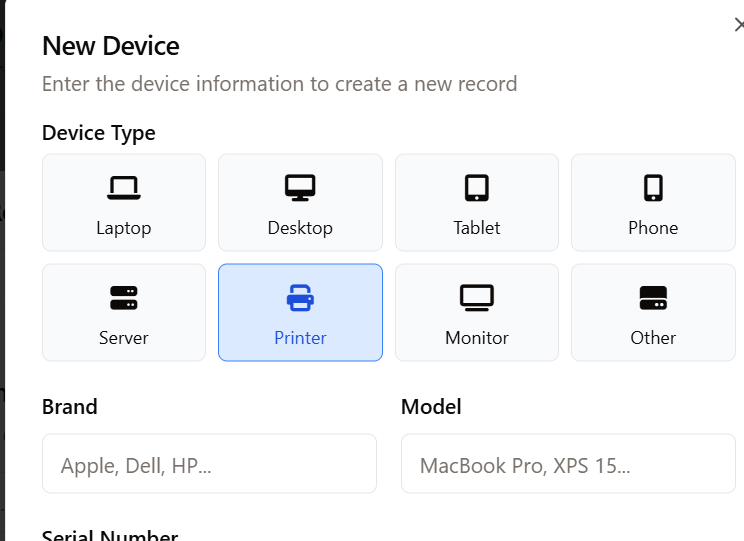 New Device
Enter the device information to create a new record
Device Type
Laptop Desktop Tablet Phone
Server Printer Monitor Other
Brand Model
Apple, Dell, HP... MacBook Pro, XPS 15...
Serial Number